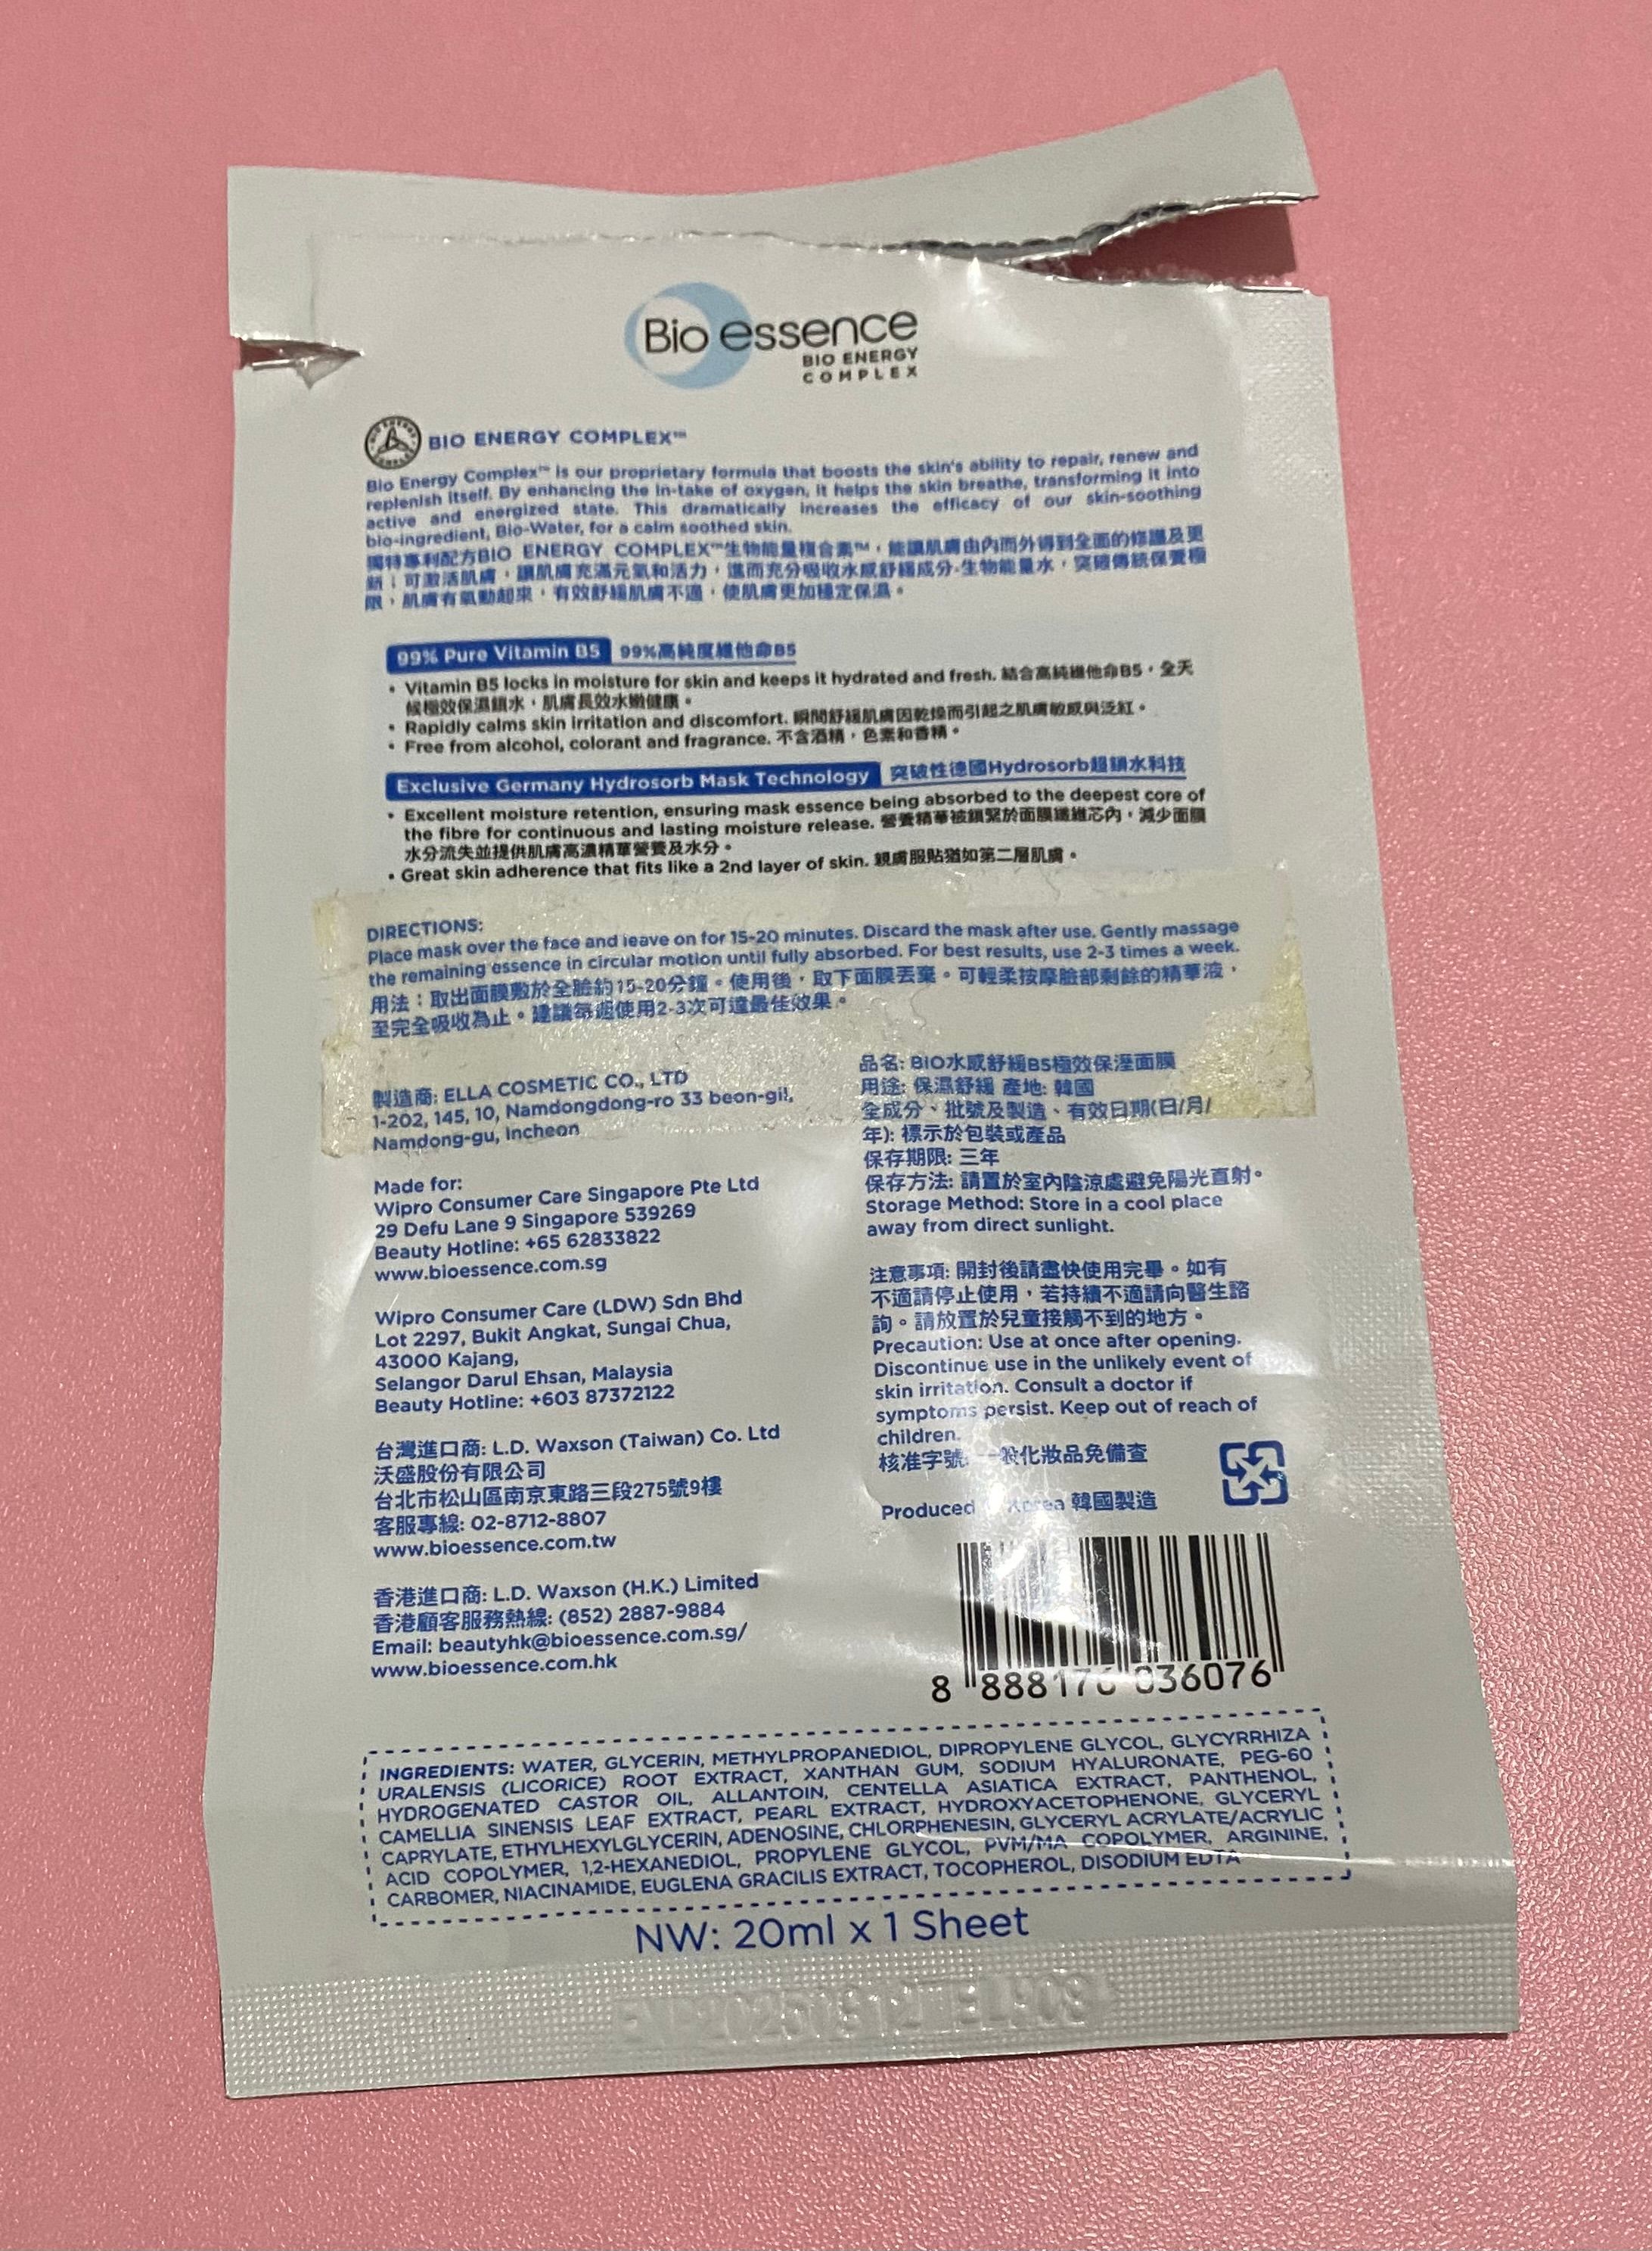 Bio essence
BIO ENERGY
COMPLEX
BIO ENERGY COMPLEX™
Bio Energy Complex™ is our proprietary formula that boosts the skin's ability to repair, renew and
replenish itself. By enhancing the in-take of oxygen, it helps the skin breathe, transforming it into
active and energized state. This dramatically increases the efficacy of our skin-soothing
bio-ingredient, Bio-Water, for a calm soothed skin.
獨特專利配方BIO ENERGY COMPLEX™生物能量複合素™，能讓肌膚由內而外得到全面的修護及更
新；可激活肌膚，讓肌膚充滿元氣和活力，進而充分吸收水感舒緩成分-生物能量水，突破傳統保養極
限，肌膚有氧動起來，有效舒緩肌膚不適，使肌膚更加穩定保濕。
99% Pure Vitamin B5 99%高純度維他命B5
• Vitamin B5 locks in moisture for skin and keeps it hydrated and fresh. 結合高純維他命B5，全天
候極效保濕鎖水，肌膚長效水嫩健康。
• Rapidly calms skin irritation and discomfort. 瞬間舒緩肌膚因乾燥而引起之肌膚敏感與泛紅。
• Free from alcohol, colorant and fragrance. 不含酒精，色素和香精。
Exclusive Germany Hydrosorb Mask Technology 突破性德國Hydrosorb超鎖水科技
• Excellent moisture retention, ensuring mask essence being absorbed to the deepest core of
the fibre for continuous and lasting moisture release. 營養精華被鎖緊於面膜纖維芯內，減少面膜
水分流失並提供肌膚高濃精華營養及水分。
• Great skin adherence that fits like a 2nd layer of skin. 親膚服貼猶如第二層肌膚。
DIRECTIONS:
Place mask over the face and leave on for 15-20 minutes. Discard the mask after use. Gently massage
the remaining essence in circular motion until fully absorbed. For best results, use 2-3 times a week.
用法：取出面膜敷於全臉約15-20分鐘。使用後，取下面膜丟棄。可輕柔按摩臉部剩餘的精華液，
至完全吸收為止。建議每週使用2-3次可達最佳效果。
製造商: ELLA COSMETIC CO., LTD
1-202, 145, 10, Namdongdong-ro 33 beon-gil,
Namdong-gu, Incheon
Made for:
Wipro Consumer Care Singapore Pte Ltd
29 Defu Lane 9 Singapore 539269
Beauty Hotline: +65 62833822
www.bioessence.com.sg
Wipro Consumer Care (LDW) Sdn Bhd
Lot 2297, Bukit Angkat, Sungai Chua,
43000 Kajang,
Selangor Darul Ehsan, Malaysia
Beauty Hotline: +603 87372122
台灣進口商: L.D. Waxson (Taiwan) Co. Ltd
沃盛股份有限公司
台北市松山區南京東路三段275號9樓
客服專線: 02-8712-8807
www.bioessence.com.tw
香港進口商: L.D. Waxson (H.K.) Limited
香港顧客服務熱線: (852) 2887-9884
Email: beautyhk@bioessence.com.sg/
www.bioessence.com.hk
品名: BIO水感舒緩B5極效保溼面膜
用途: 保濕舒緩 產地: 韓國
全成分、批號及製造、有效日期(日/月/
年): 標示於包裝或產品
保存期限: 三年
保存方法: 請置於室內陰涼處避免陽光直射。
Storage Method: Store in a cool place
away from direct sunlight.
注意事項: 開封後請盡快使用完畢。如有
不適請停止使用，若持續不適請向醫生諮
詢。請放置於兒童接觸不到的地方。
Precaution: Use at once after opening.
Discontinue use in the unlikely event of
skin irritation. Consult a doctor if
symptoms persist. Keep out of reach of
children.
核准字號: 一般化妝品免備查
Produced Korea 韓國製造
8 888176 036076
INGREDIENTS: WATER, GLYCERIN, METHYLPROPANEDIOL, DIPROPYLENE GLYCOL, GLYCYRRHIZA
URALENSIS (LICORICE) ROOT EXTRACT, XANTHAN GUM, SODIUM HYALURONATE, PEG-60
HYDROGENATED CASTOR OIL, ALLANTOIN, CENTELLA ASIATICA EXTRACT, PANTHENOL,
CAMELLIA SINENSIS LEAF EXTRACT, PEARL EXTRACT, HYDROXYACETOPHENONE, GLYCERYL
CAPRYLATE, ETHYLHEXYLGLYCERIN, ADENOSINE, CHLORPHENESIN, GLYCERYL ACRYLATE/ACRYLIC
ACID COPOLYMER, 1,2-HEXANEDIOL, PROPYLENE GLYCOL, PVM/MA COPOLYMER, ARGININE,
CARBOMER, NIACINAMIDE, EUGLENA GRACILIS EXTRACT, TOCOPHEROL, DISODIUM EDTA
NW: 20ml x 1 Sheet